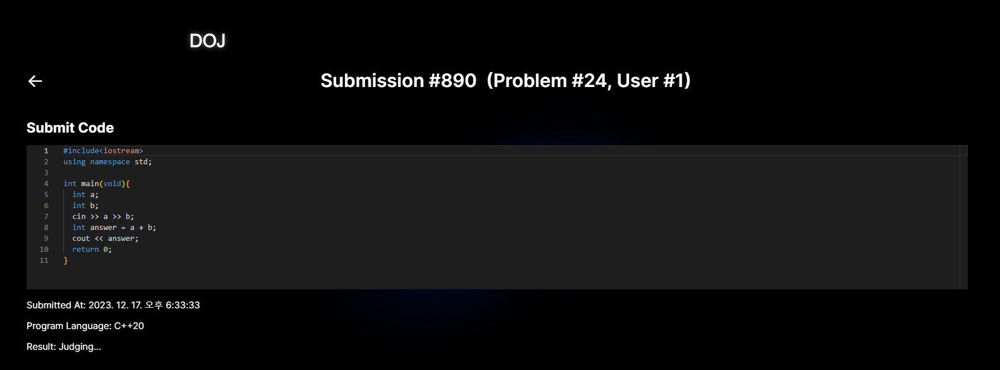 DOJ
Submission #890 (Problem #24, User #1)
Submit Code
1 #include<iostream>
2 using namespace std;
3
4 int main(void){
5   int a;
6   int b;
7   cin >> a >> b;
8   int answer = a + b;
9   cout << answer;
10   return 0;
11 }
Submitted At: 2023. 12. 17. 오후 6:33:33
Program Language: C++20
Result: Judging...